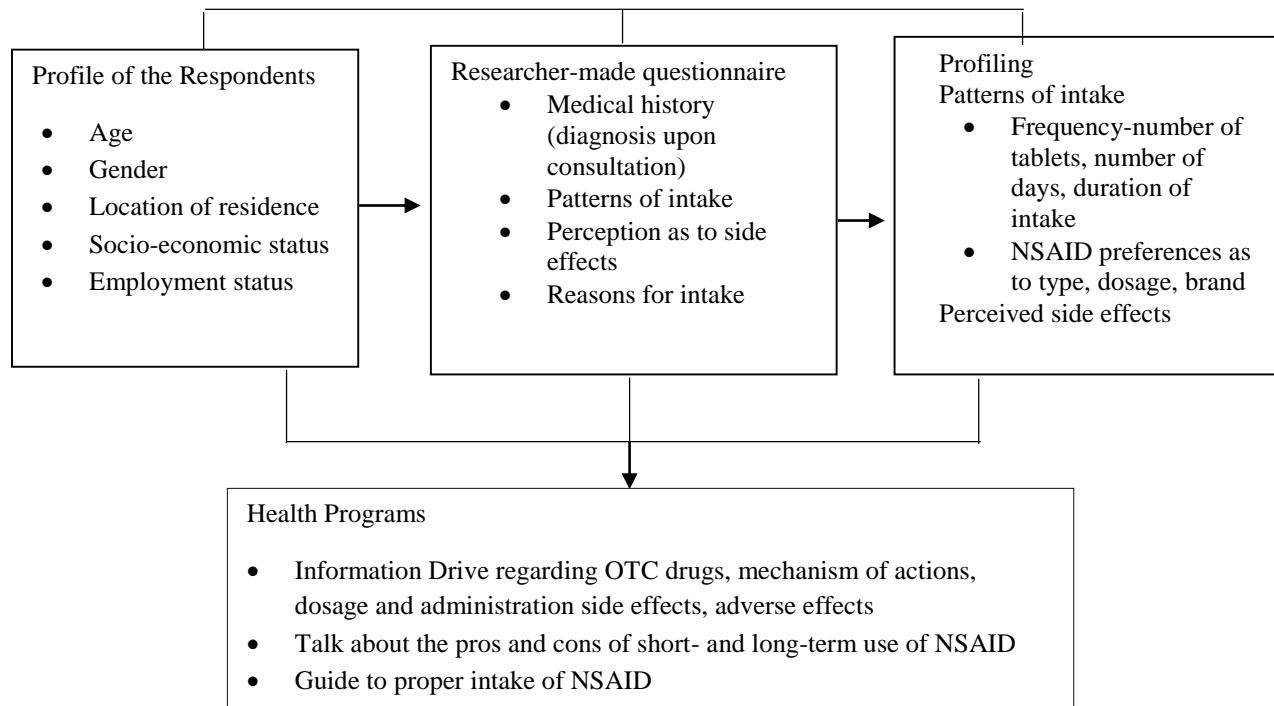 Profile of the Respondents
• Age
• Gender
• Location of residence
• Socio-economic status
• Employment status
Researcher-made questionnaire
• Medical history
(diagnosis upon
consultation)
• Patterns of intake
• Perception as to side
effects
• Reasons for intake
Profiling
Patterns of intake
• Frequency-number of
tablets, number of
days, duration of
intake
• NSAID preferences as
to type, dosage, brand
Perceived side effects
Health Programs
• Information Drive regarding OTC drugs, mechanism of actions,
dosage and administration side effects, adverse effects
• Talk about the pros and cons of short- and long-term use of NSAID
• Guide to proper intake of NSAID